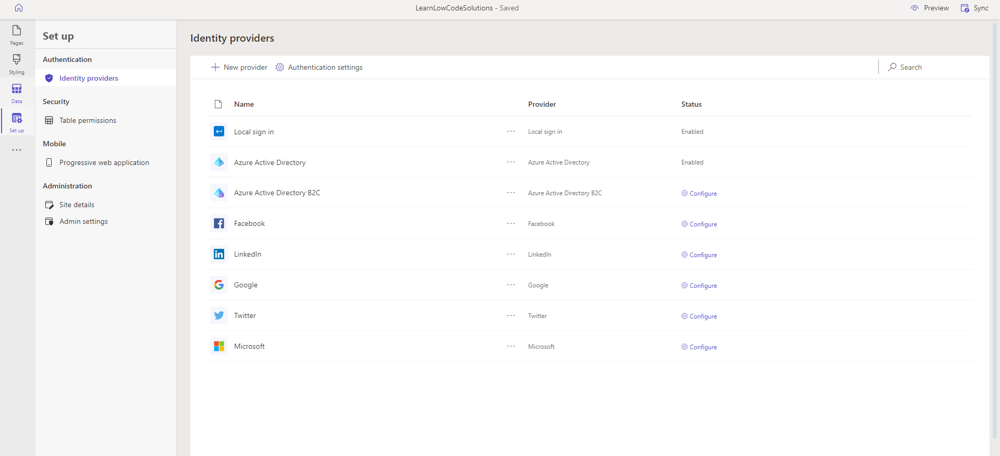 LearnLowCodeSolutions - Saved
Preview
Sync
Pages
Styling
Data
Set up
Set up
Authentication
Identity providers
Security
Table permissions
Mobile
Progressive web application
Administration
Site details
Admin settings
Identity providers
New provider
Authentication settings
Search
Name Provider Status
Local sign in ··· Local sign in Enabled
Azure Active Directory ··· Azure Active Directory Enabled
Azure Active Directory B2C ··· Azure Active Directory B2C Configure
Facebook ··· Facebook Configure
LinkedIn ··· LinkedIn Configure
Google ··· Google Configure
Twitter ··· Twitter Configure
Microsoft ··· Microsoft Configure